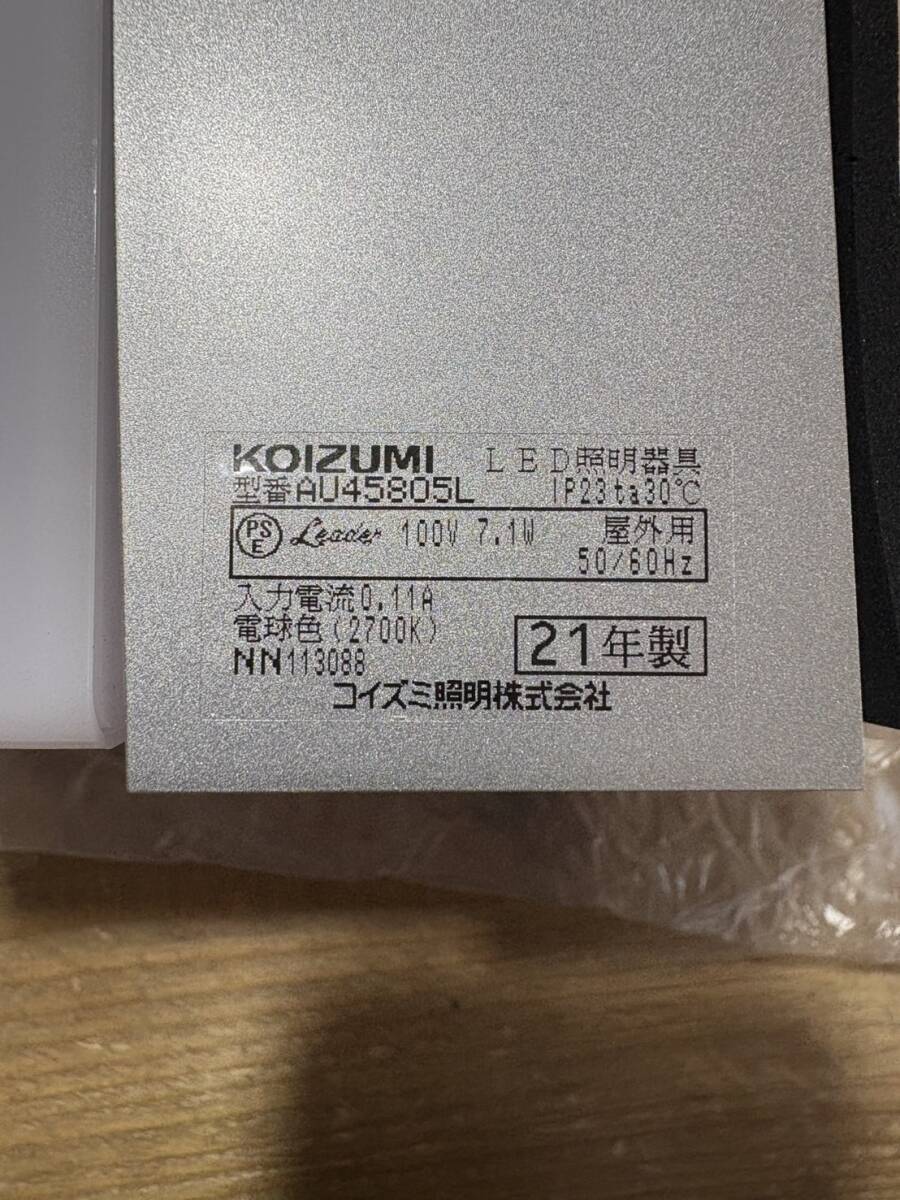 KOIZUMI LED照明器具
型番AU45805L IP23ta30℃
PSE Leader 100V 7.1W 屋外用
50/60Hz
入力電流0.11A
電球色(2700K)
NN113088 21年製
コイズミ照明株式会社